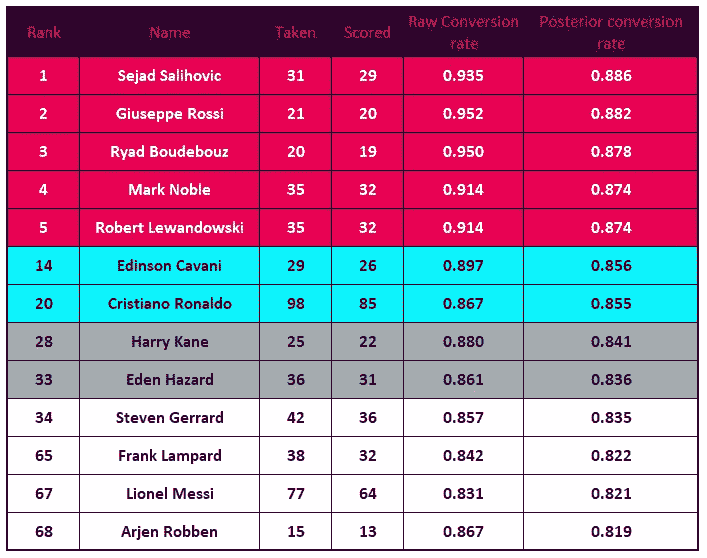 Rank Name Taken Scored Raw Conversion rate Posterior conversion rate
1 Sejad Salihovic 31 29 0.935 0.886
2 Giuseppe Rossi 21 20 0.952 0.882
3 Ryad Boudebouz 20 19 0.950 0.878
4 Mark Noble 35 32 0.914 0.874
5 Robert Lewandowski 35 32 0.914 0.874
14 Edinson Cavani 29 26 0.897 0.856
20 Cristiano Ronaldo 98 85 0.867 0.855
28 Harry Kane 25 22 0.880 0.841
33 Eden Hazard 36 31 0.861 0.836
34 Steven Gerrard 42 36 0.857 0.835
65 Frank Lampard 38 32 0.842 0.822
67 Lionel Messi 77 64 0.831 0.821
68 Arjen Robben 15 13 0.867 0.819